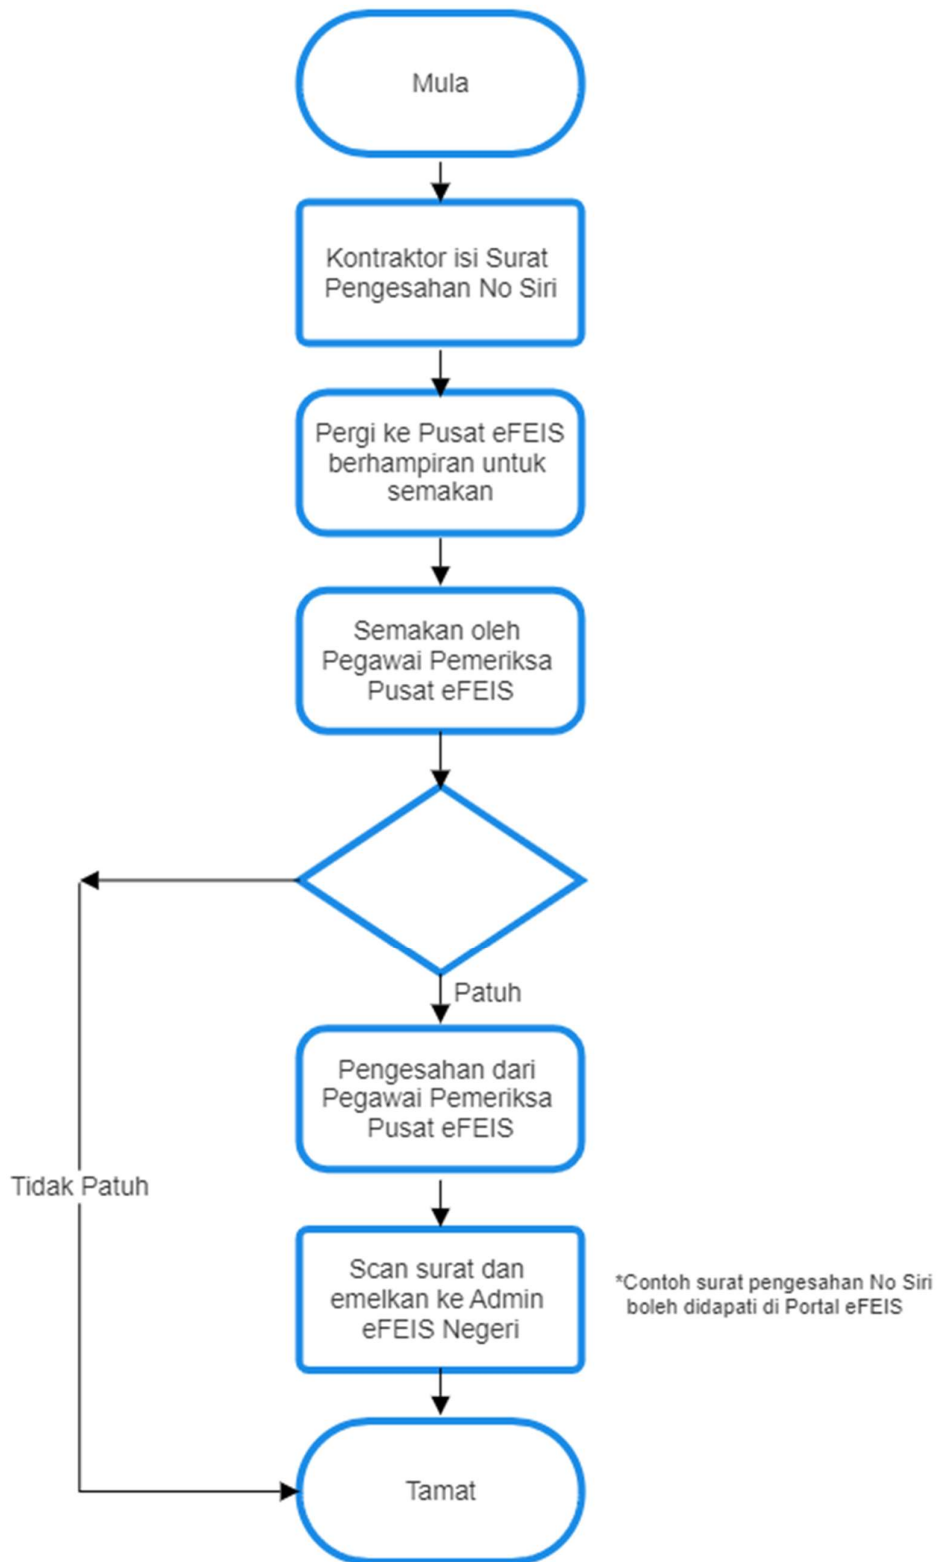 Mula
Kontraktor isi Surat
Pengesahan No Siri
Pergi ke Pusat eFEIS
berhampiran untuk
semakan
Semakan oleh
Pegawai Pemeriksa
Pusat eFEIS
Patuh
Pengesahan dari
Pegawai Pemeriksa
Pusat eFEIS
Tidak Patuh
Scan surat dan
emelkan ke Admin
eFEIS Negeri
*Contoh surat pengesahan No Siri
boleh didapati di Portal eFEIS
Tamat